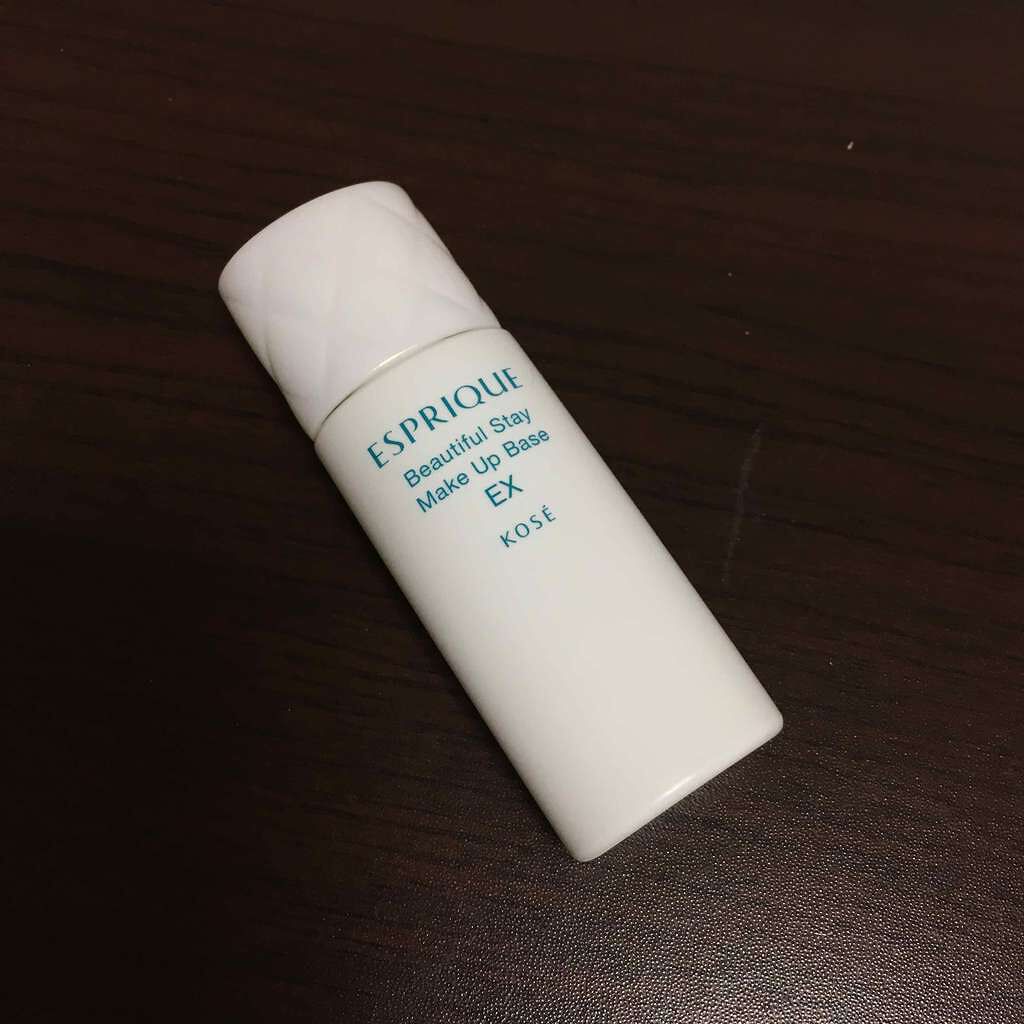 ESPRIQUE
Beautiful Stay
Make Up Base
EX
KOSÉ